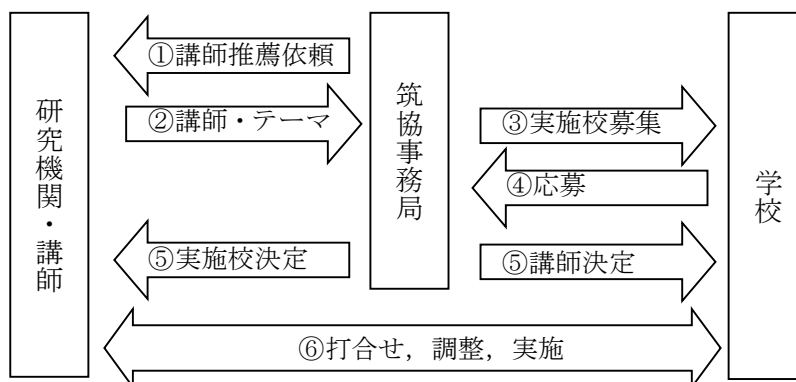 ①講師推薦依頼
②講師・テーマ
③実施校募集
④応募
⑤実施校決定
⑤講師決定
⑥打合せ，調整，実施
研究機関・講師
筑協事務局
学校